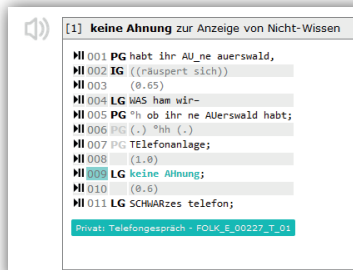 [1] keine Ahnung zur Anzeige von Nicht-Wissen
001 PG habt ihr AU_ne auerswald,
002 IG ((räuspert sich))
003 (0.65)
004 LG WAS ham wir–
005 PG °h ob ihr ne AUerswald habt;
006 PG (.) °hh (.)
007 PG TElefonanlage;
008 (1.0)
009 LG keine AHnung;
010 (0.6)
011 LG SCHWARzes telefon;
Privat: Telefongespräch - FOLK_E_00227_T_01